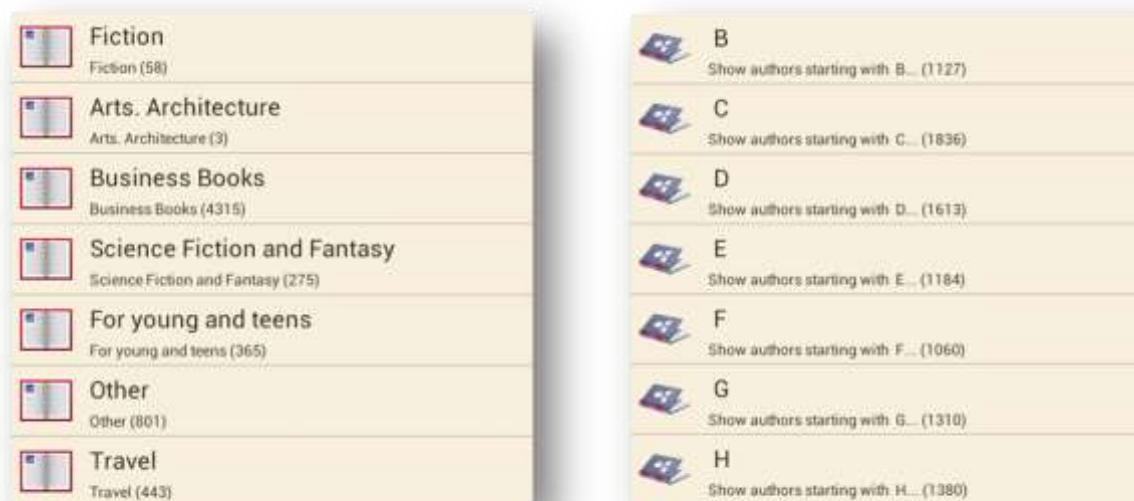 Fiction
Fiction (58)
Arts. Architecture
Arts. Architecture (3)
Business Books
Business Books (4315)
Science Fiction and Fantasy
Science Fiction and Fantasy (275)
For young and teens
For young and teens (365)
Other
Other (801)
Travel
Travel (443)
B
Show authors starting with B... (1127)
C
Show authors starting with C... (1836)
D
Show authors starting with D... (1613)
E
Show authors starting with E... (1184)
F
Show authors starting with F... (1060)
G
Show authors starting with G... (1310)
H
Show authors starting with H... (1380)